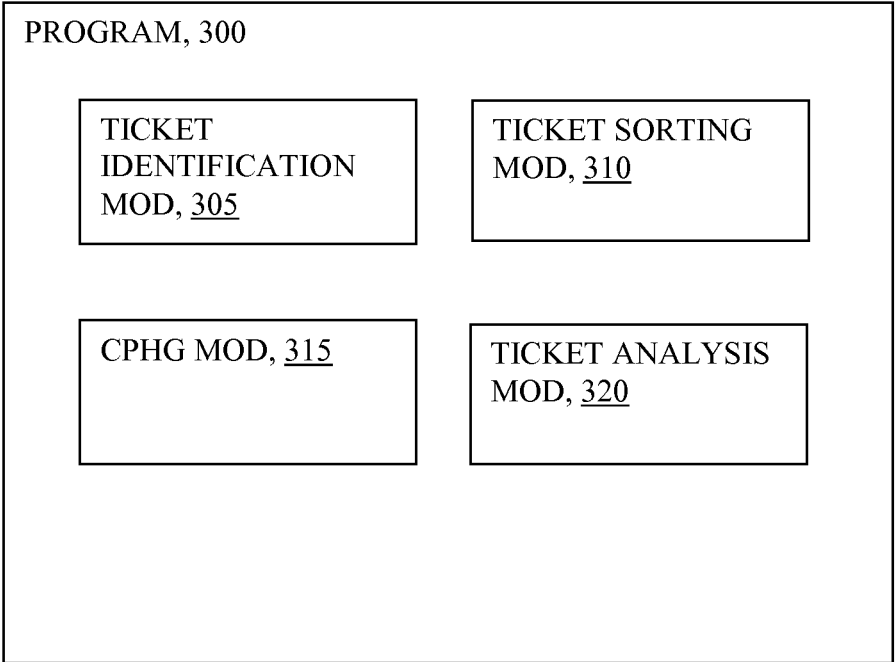 PROGRAM, 300
TICKET
IDENTIFICATION
MOD, 305
TICKET SORTING
MOD, 310
CPHG MOD, 315
TICKET ANALYSIS
MOD, 320